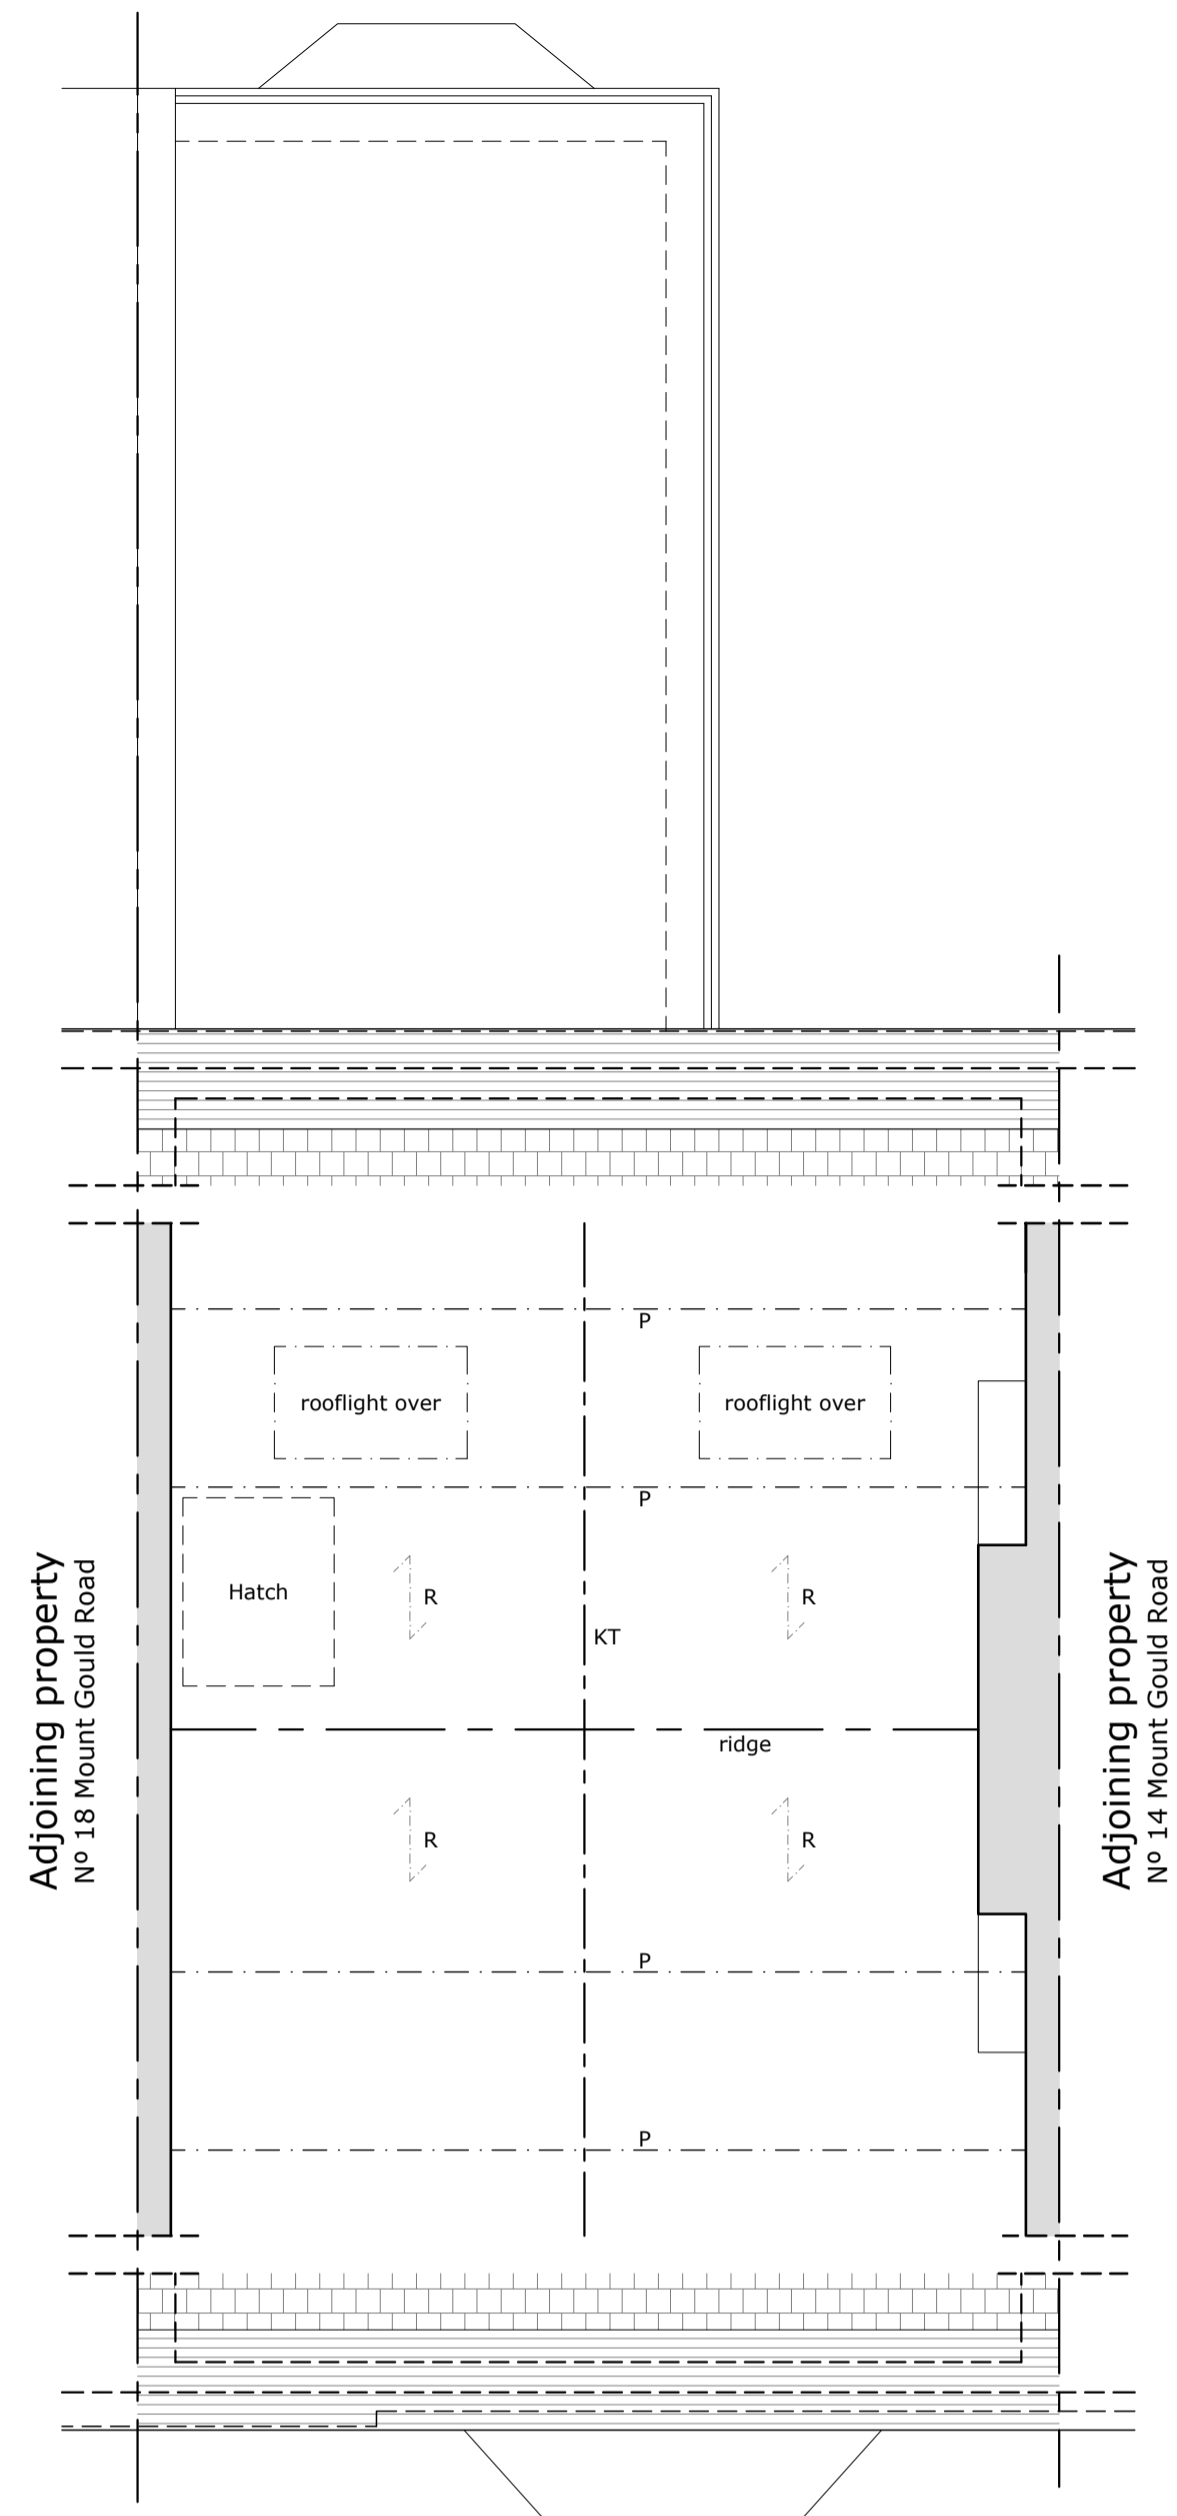 P
rooflight over
rooflight over
P
Hatch
R
R
KT
ridge
Adjoining property
Nº 18 Mount Gould Road
Adjoining property
Nº 14 Mount Gould Road
R
R
P
P